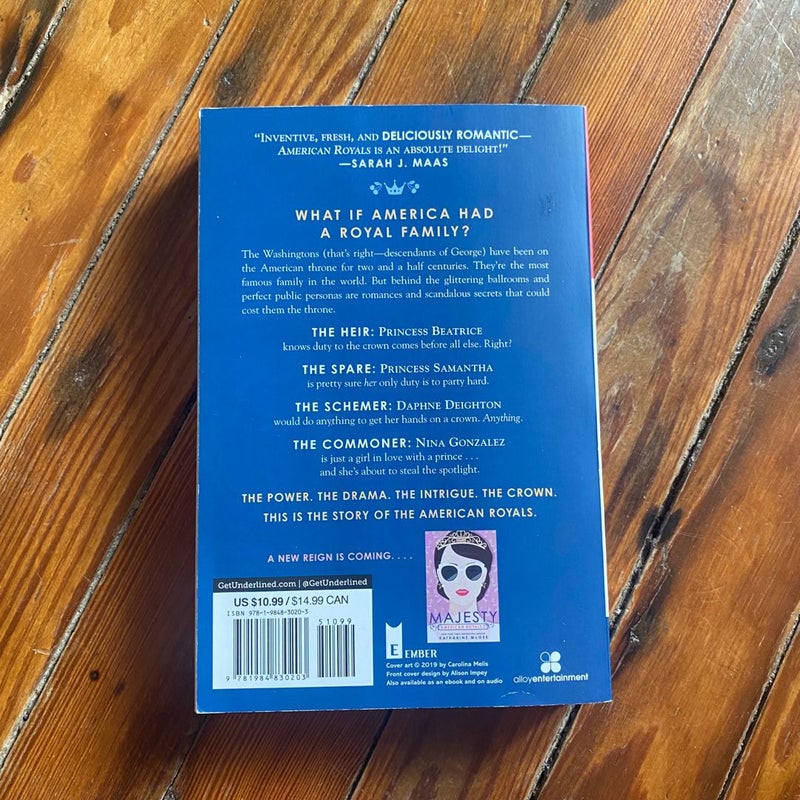 “INVENTIVE, FRESH, AND DELICIOUSLY ROMANTIC—
AMERICAN ROYALS IS AN ABSOLUTE DELIGHT!”
—SARAH J. MAAS
WHAT IF AMERICA HAD
A ROYAL FAMILY?
The Washingtons (that's right—descendants of George) have been on
the American throne for two and a half centuries. They're the most
famous family in the world. But behind the glittering ballrooms and
perfect public personas are romances and scandalous secrets that could
cost them the throne.
THE HEIR: PRINCESS BEATRICE
knows duty to the crown comes before all else. Right?
THE SPARE: PRINCESS SAMANTHA
is pretty sure her only duty is to party hard.
THE SCHEMER: DAPHNE DEIGHTON
would do anything to get her hands on a crown. Anything.
THE COMMONER: NINA GONZALEZ
is just a girl in love with a prince . . .
and she's about to steal the spotlight.
THE POWER. THE DRAMA. THE INTRIGUE. THE CROWN.
THIS IS THE STORY OF THE AMERICAN ROYALS.
A NEW REIGN IS COMING. . . .
MAJESTY
KATHARINE McGEE
GetUnderlined.com | @GetUnderlined
US $10.99 / $14.99 CAN
ISBN 978-1-9848-3020-3
51099
9 781984 830203
E EMBER
Cover art © 2019 by Carolina Melis
Front cover design by Alison Impey
Also available as an ebook and on audio
alloyentertainment